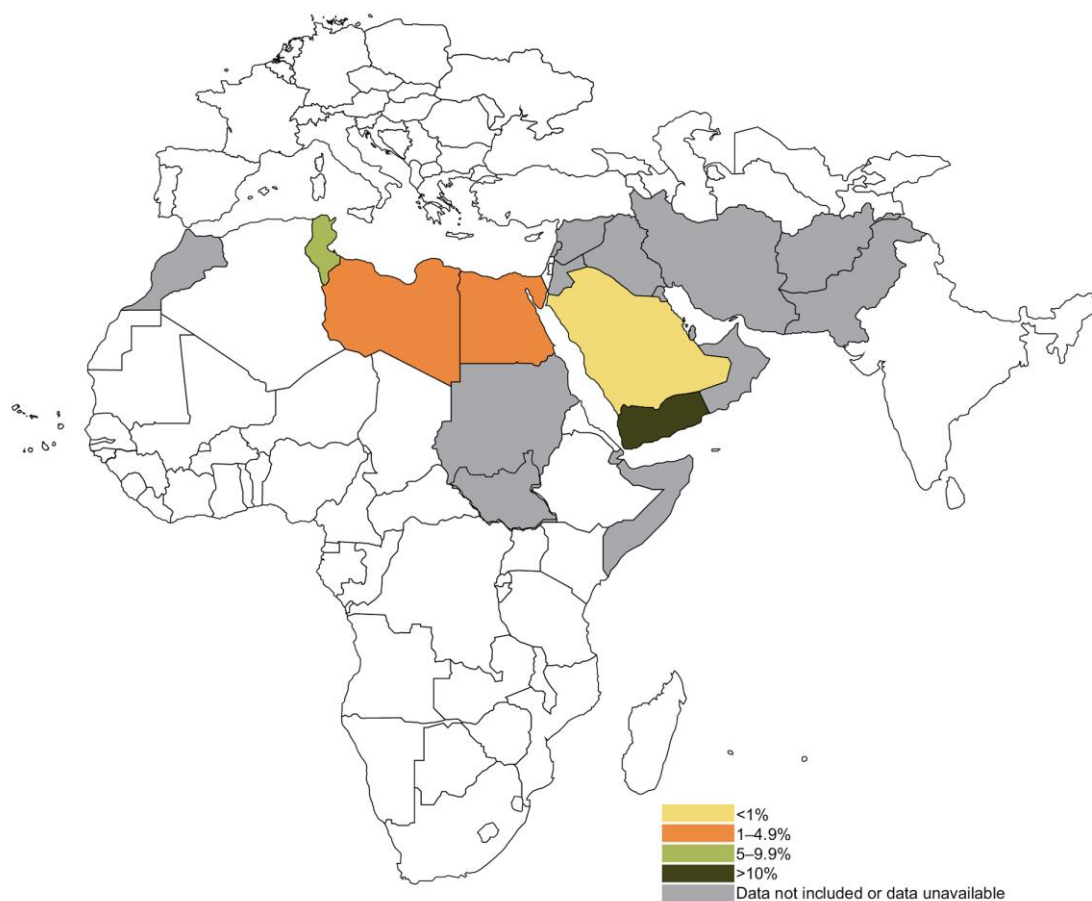 <1%
1–4.9%
5–9.9%
>10%
Data not included or data unavailable